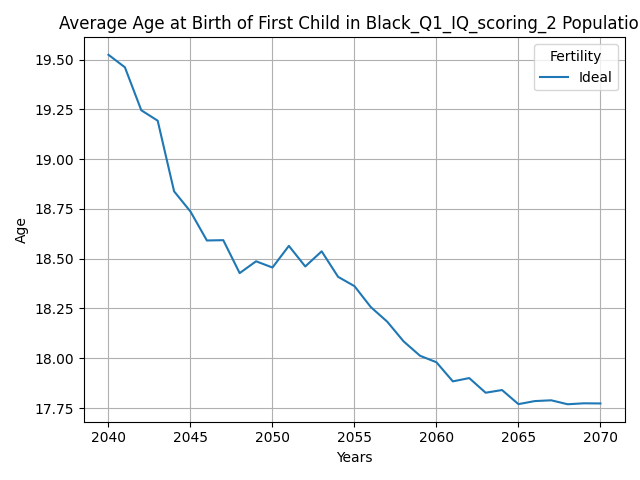 Average Age at Birth of First Child in Black_Q1_IQ_scoring_2 Populatio
Fertility
Ideal
19.50
19.25
19.00
18.75
18.50
18.25
18.00
17.75
Age
2040 2045 2050 2055 2060 2065 2070
Years